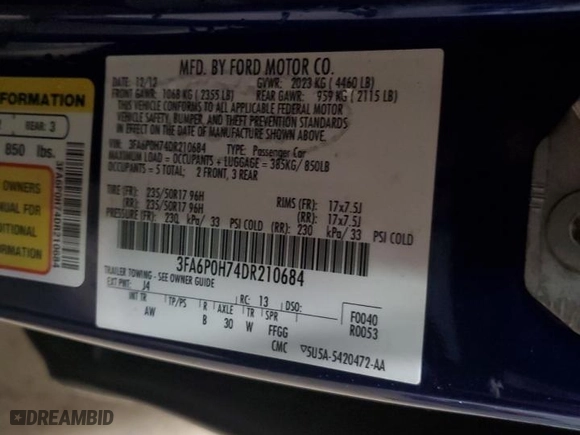 MFD. BY FORD MOTOR CO.
DATE: 12/12 GVWR: 2023 KG ( 4460 LB)
FRONT GAWR: 1068 KG ( 2355 LB) REAR GAWR: 959 KG ( 2115 LB)
THIS VEHICLE CONFORMS TO ALL APPLICABLE FEDERAL MOTOR
VEHICLE SAFETY, BUMPER, AND THEFT PREVENTION STANDARDS
IN EFFECT ON THE DATE OF MANUFACTURE SHOWN ABOVE.
VIN: 3FA6P0H74DR210684 TYPE: Passenger Car
MAXIMUM LOAD = OCCUPANTS + LUGGAGE = 385KG/850LB
OCCUPANTS = 5 TOTAL; 2 FRONT, 3 REAR
TIRE (FR) 235/50R17 96H RIMS (FR) 17x7.5J
(RR) 235/50R17 96H (RR) 17x7.5J
PRESSURE (FR) 230 kPa/ 33 PSI COLD (RR) 230 kPa/ 33 PSI COLD
3FA6P0H74DR210684
TRAILER TOWING - SEE OWNER GUIDE
EXT PNT: J4 RC: 13 DSO: F0040
INT TR TP/PS R AXLE TR SPR R0053
AW B 30 W FFGG
CMC 5U5A-5420472-AA
FORMATION
REAR: 3
850 lbs.
OWNERS
NUAL FOR
DITIONAL
FORMATION
3FA6P0H74DR210684
DREAMBID